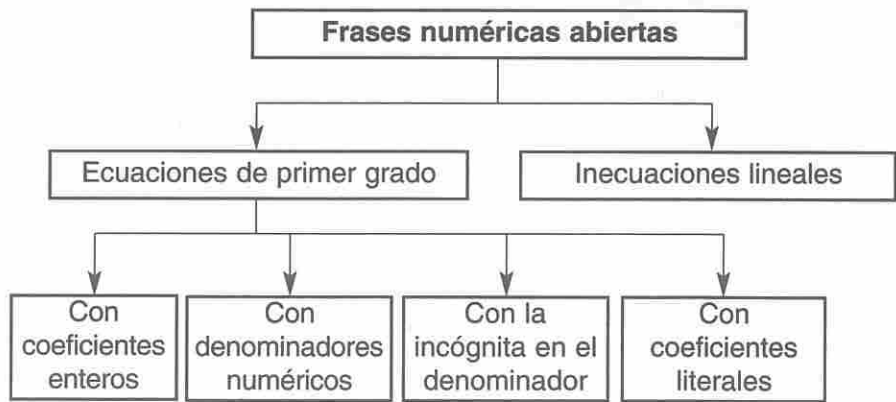 Frases numéricas abiertas
Ecuaciones de primer grado
Inecuaciones lineales
Con
coeficientes
enteros
Con
denominadores
numéricos
Con la
incógnita en el
denominador
Con
coeficientes
literales